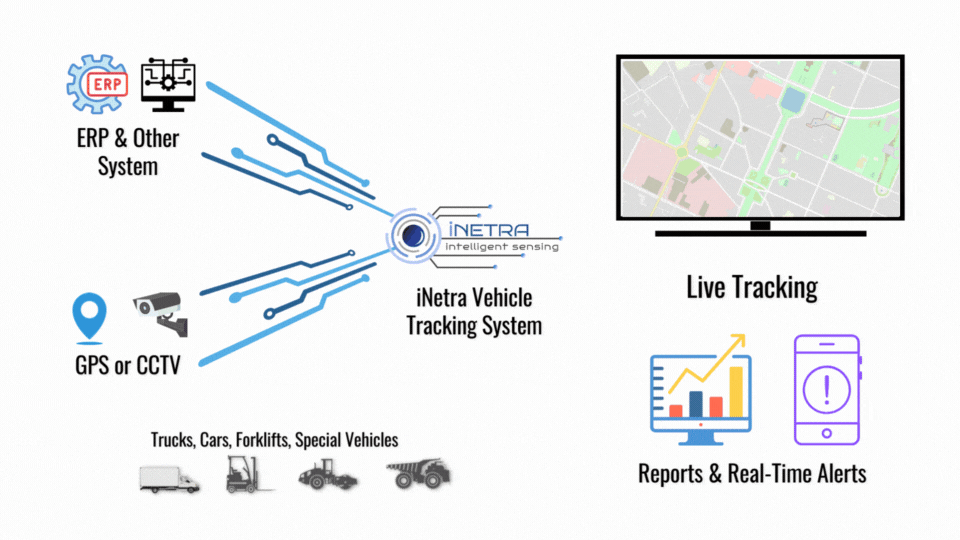 ERP
ERP & Other
System
iNETRA
intelligent sensing
iNetra Vehicle
Tracking System
GPS or CCTV
Trucks, Cars, Forklifts, Special Vehicles
Live Tracking
Reports & Real-Time Alerts